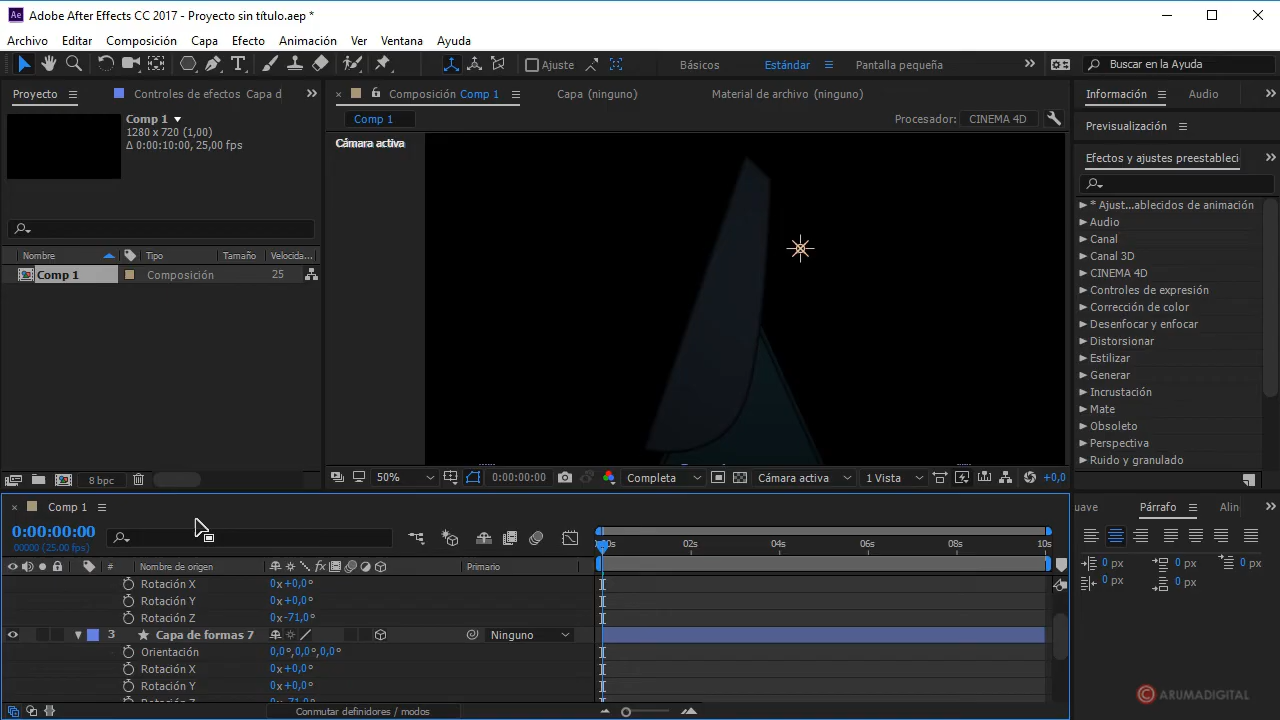 Adobe After Effects CC 2017 - Proyecto sin título.aep *
Archivo Editar Composición Capa Efecto Animación Ver Ventana Ayuda
Ajuste Básicos Estándar Pantalla pequeña Buscar en la Ayuda
Proyecto Controles de efectos Capa d
Composición Comp 1 Capa (ninguno) Material de archivo (ninguno)
Información Audio
Comp 1
1280 x 720 (1,00)
Δ 0:00:10:00, 25,00 fps
Comp 1 Procesador: CINEMA 4D
Previsualización
Cámara activa
Efectos y ajustes preestableci
* Ajust...ablecidos de animación
Audio
Canal
Canal 3D
CINEMA 4D
Controles de expresión
Corrección de color
Desenfocar y enfocar
Distorsionar
Estilizar
Generar
Incrustación
Mate
Obsoleto
Perspectiva
Ruido y granulado
Nombre Tipo Tamaño Velocida...
Comp 1 Composición 25
8 bpc
50% 0:00:00:00 Completa Cámara activa 1 Vista +0,0
Comp 1
0:00:00:00
00000 (25.00 fps)
02s 04s 06s 08s 10s
# Nombre de origen Primario
Rotación X 0x+0,0°
Rotación Y 0x+0,0°
Rotación Z 0x-71,0°
3 Capa de formas 7 Ninguno
Orientación 0,0°,0,0°,0,0°
Rotación X 0x+0,0°
Rotación Y 0x+0,0°
Conmutar definidores / modos
uave Párrafo Alin
0 px 0 px 0 px
0 px 0 px
© ARUMADIGITAL